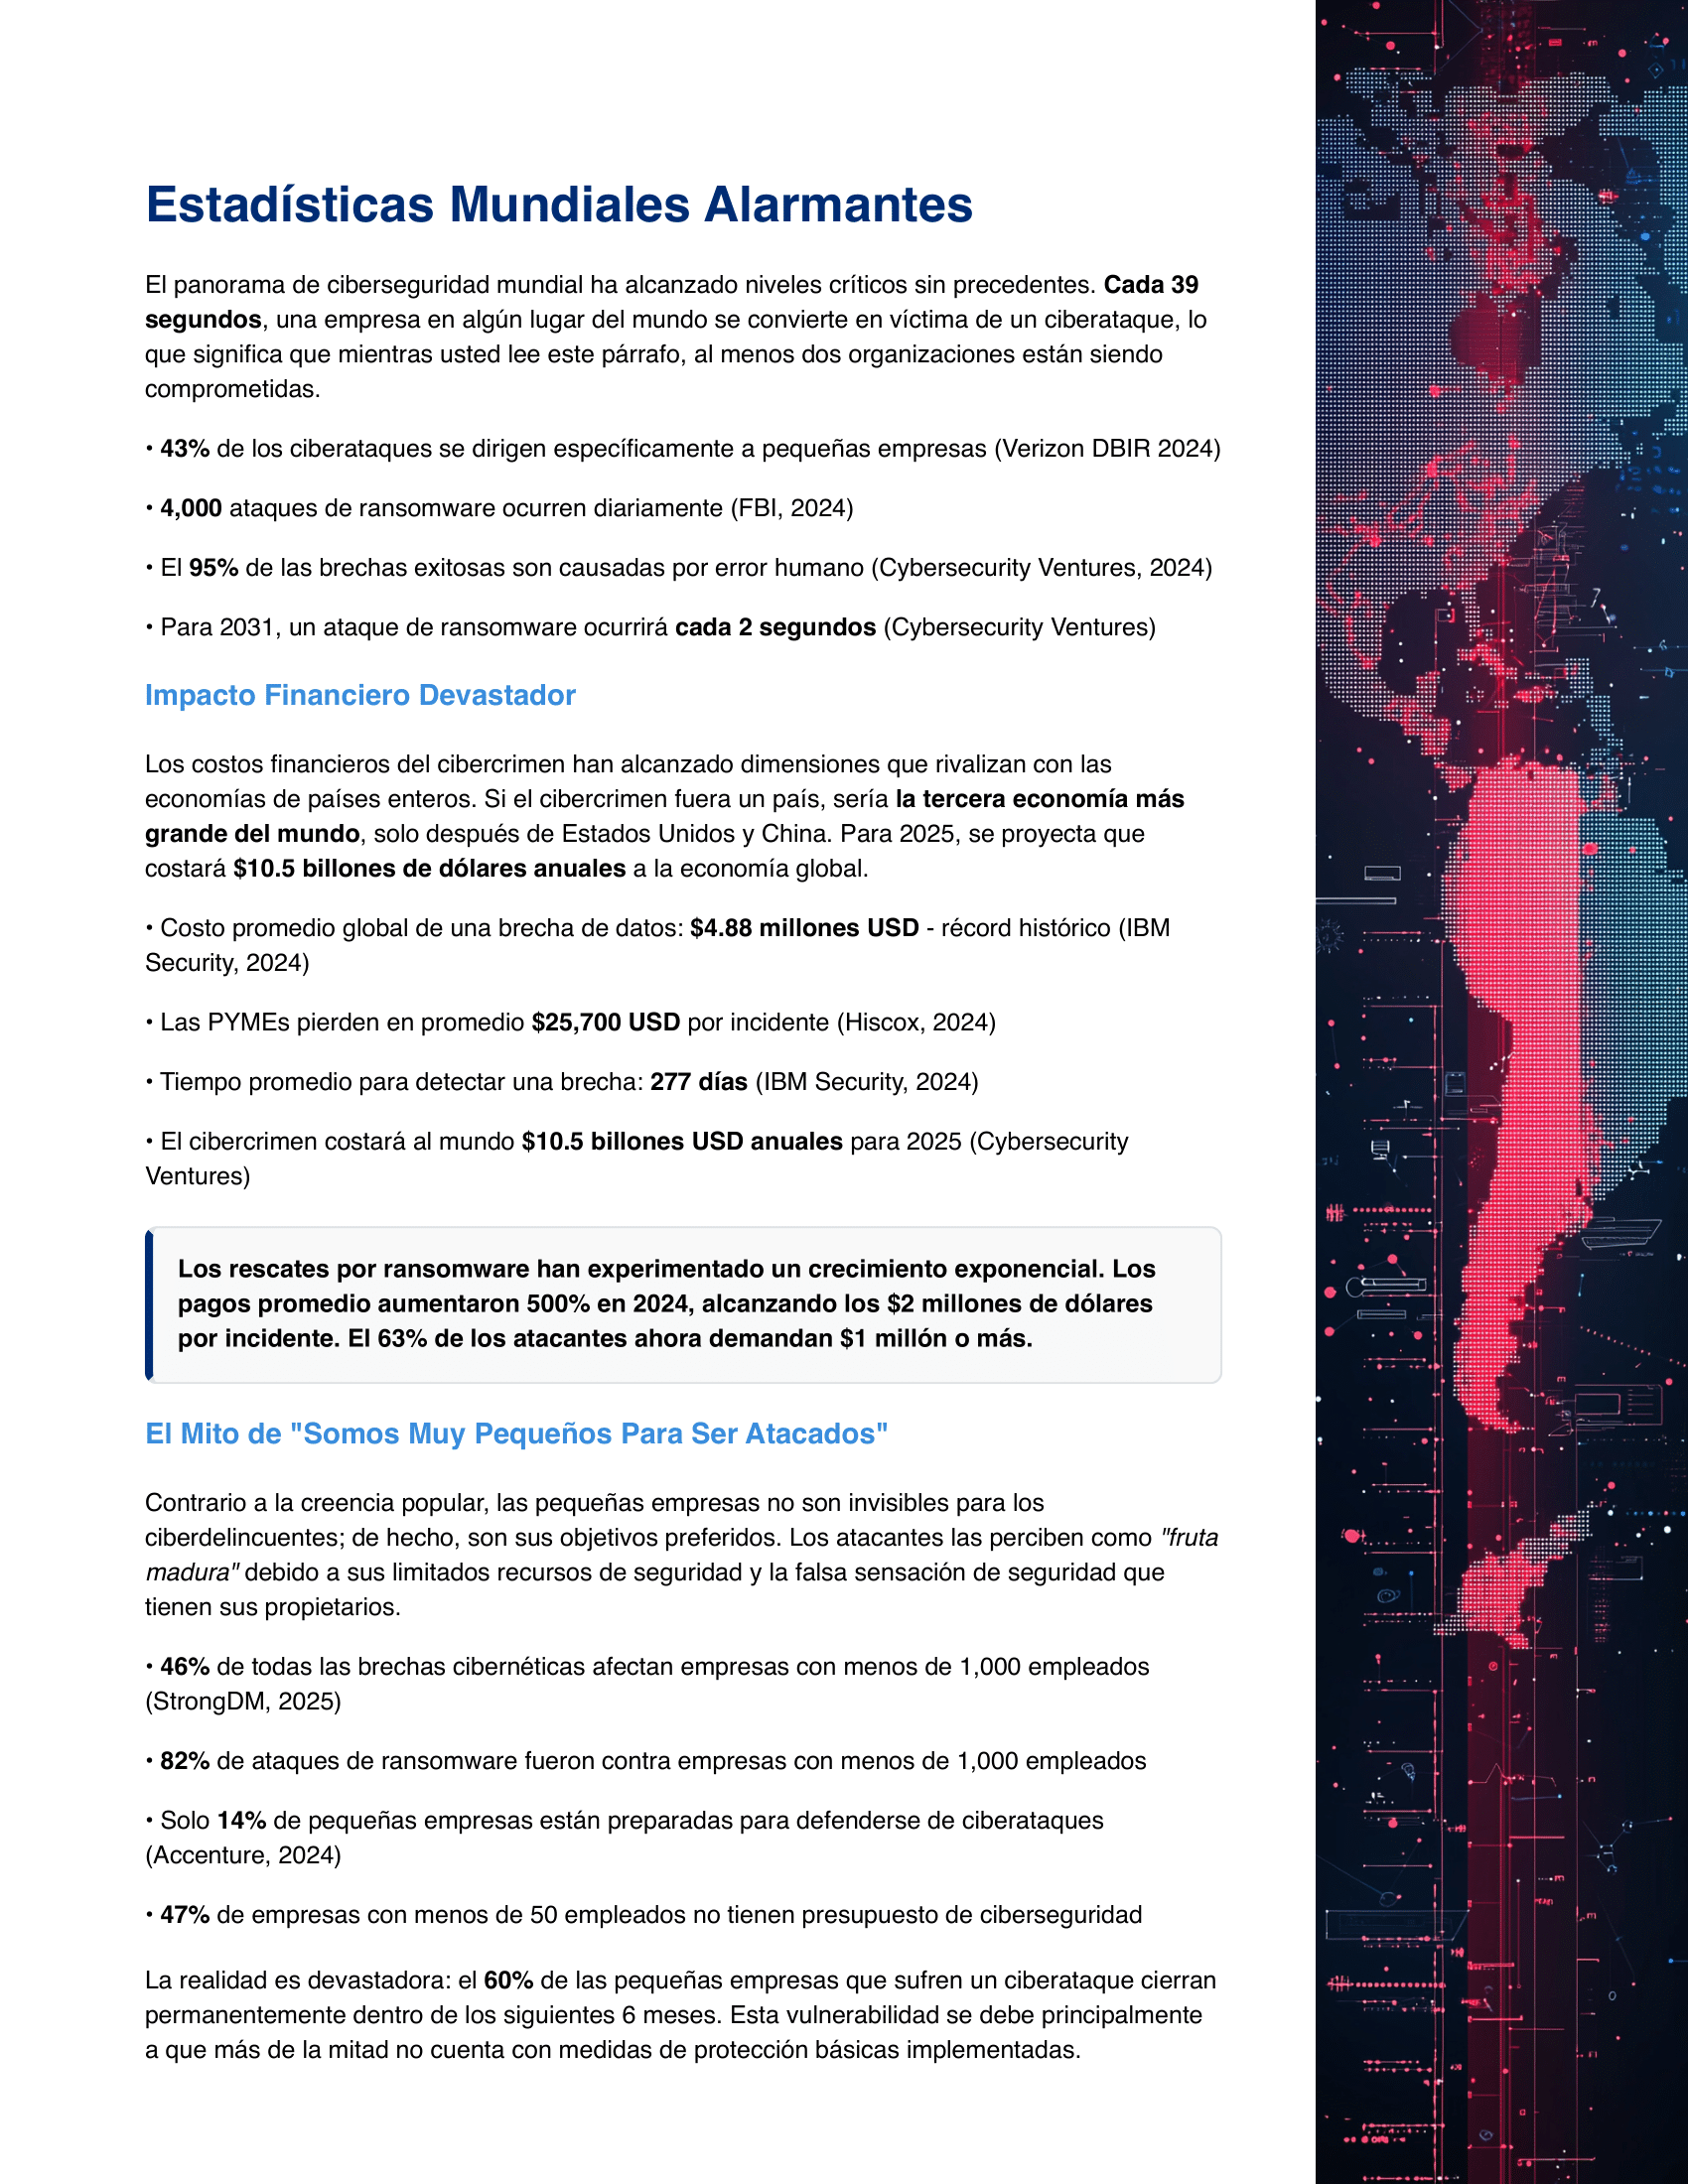 Estadísticas Mundiales Alarmantes
El panorama de ciberseguridad mundial ha alcanzado niveles críticos sin precedentes. Cada 39
segundos, una empresa en algún lugar del mundo se convierte en víctima de un ciberataque, lo
que significa que mientras usted lee este párrafo, al menos dos organizaciones están siendo
comprometidas.
• 43% de los ciberataques se dirigen específicamente a pequeñas empresas (Verizon DBIR 2024)
• 4,000 ataques de ransomware ocurren diariamente (FBI, 2024)
• El 95% de las brechas exitosas son causadas por error humano (Cybersecurity Ventures, 2024)
• Para 2031, un ataque de ransomware ocurrirá cada 2 segundos (Cybersecurity Ventures)
Impacto Financiero Devastador
Los costos financieros del cibercrimen han alcanzado dimensiones que rivalizan con las
economías de países enteros. Si el cibercrimen fuera un país, sería la tercera economía más
grande del mundo, solo después de Estados Unidos y China. Para 2025, se proyecta que
costará $10.5 billones de dólares anuales a la economía global.
• Costo promedio global de una brecha de datos: $4.88 millones USD - récord histórico (IBM
Security, 2024)
• Las PYMEs pierden en promedio $25,700 USD por incidente (Hiscox, 2024)
• Tiempo promedio para detectar una brecha: 277 días (IBM Security, 2024)
• El cibercrimen costará al mundo $10.5 billones USD anuales para 2025 (Cybersecurity
Ventures)
Los rescates por ransomware han experimentado un crecimiento exponencial. Los
pagos promedio aumentaron 500% en 2024, alcanzando los $2 millones de dólares
por incidente. El 63% de los atacantes ahora demandan $1 millón o más.
El Mito de "Somos Muy Pequeños Para Ser Atacados"
Contrario a la creencia popular, las pequeñas empresas no son invisibles para los
ciberdelincuentes; de hecho, son sus objetivos preferidos. Los atacantes las perciben como "fruta
madura" debido a sus limitados recursos de seguridad y la falsa sensación de seguridad que
tienen sus propietarios.
• 46% de todas las brechas cibernéticas afectan empresas con menos de 1,000 empleados
(StrongDM, 2025)
• 82% de ataques de ransomware fueron contra empresas con menos de 1,000 empleados
• Solo 14% de pequeñas empresas están preparadas para defenderse de ciberataques
(Accenture, 2024)
• 47% de empresas con menos de 50 empleados no tienen presupuesto de ciberseguridad
La realidad es devastadora: el 60% de las pequeñas empresas que sufren un ciberataque cierran
permanentemente dentro de los siguientes 6 meses. Esta vulnerabilidad se debe principalmente
a que más de la mitad no cuenta con medidas de protección básicas implementadas.